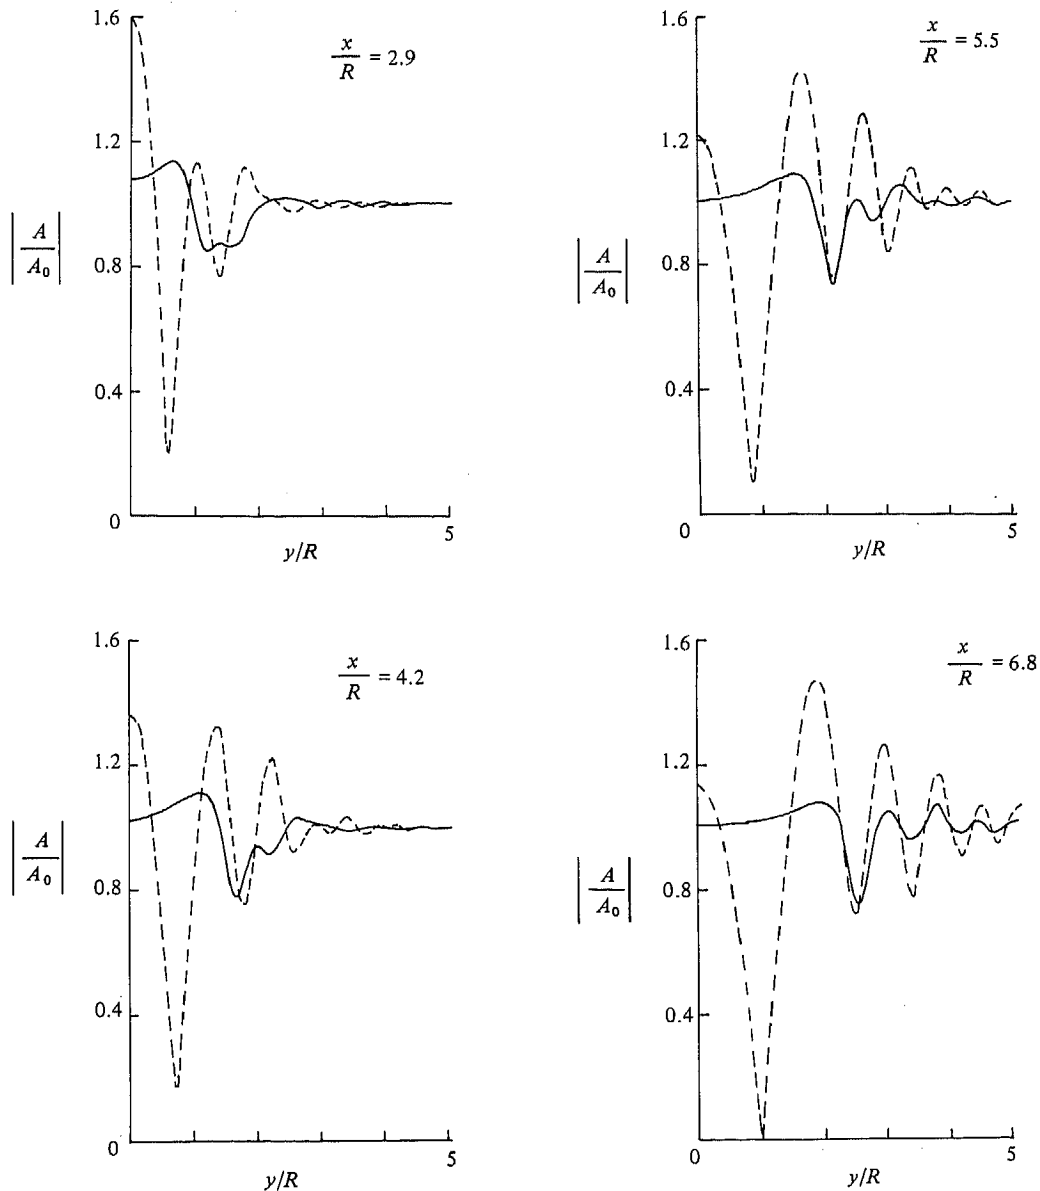 1.6
1.2
0.8
0.4
0
5
x/R = 2.9
|A/A₀|
y/R
1.6
1.2
0.8
0.4
0
5
x/R = 5.5
|A/A₀|
y/R
1.6
1.2
0.8
0.4
0
5
x/R = 4.2
|A/A₀|
y/R
1.6
1.2
0.8
0.4
0
5
x/R = 6.8
|A/A₀|
y/R